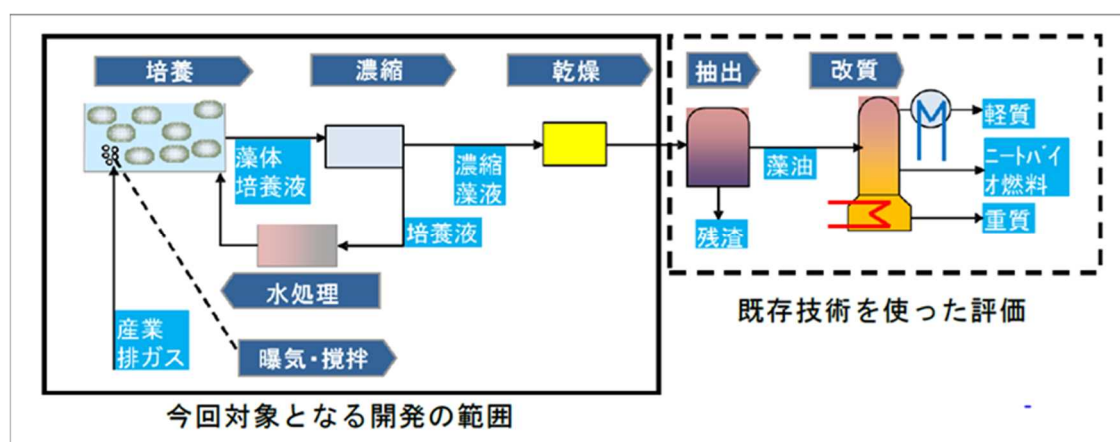 培養
濃縮
乾燥
抽出
改質
藻体
培養液
濃縮
藻液
培養液
水処理
産業
排ガス
曝気・撹拌
藻油
残渣
軽質
ニートバイ
オ燃料
重質
今回対象となる開発の範囲
既存技術を使った評価